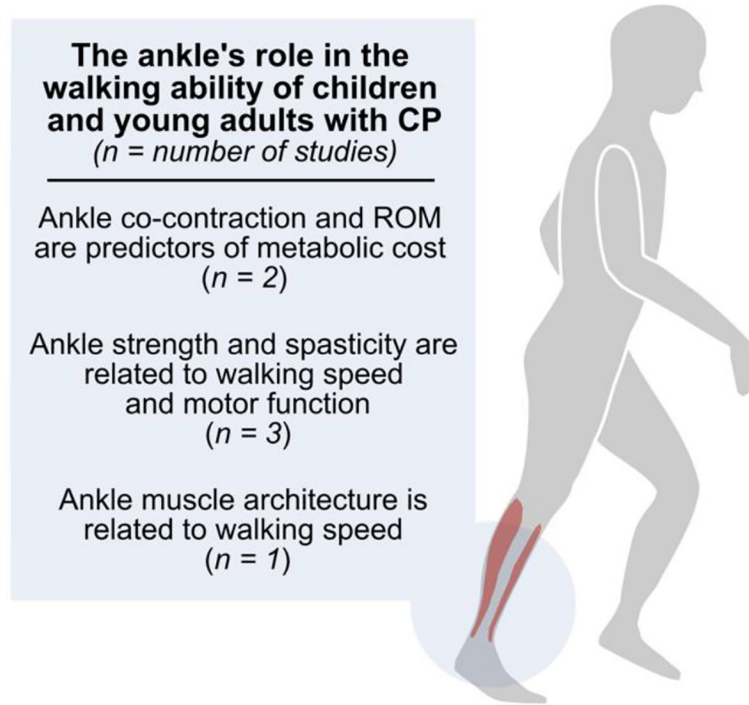 The ankle's role in the
walking ability of children
and young adults with CP
(n = number of studies)
Ankle co-contraction and ROM
are predictors of metabolic cost
(n = 2)
Ankle strength and spasticity are
related to walking speed
and motor function
(n = 3)
Ankle muscle architecture is
related to walking speed
(n = 1)